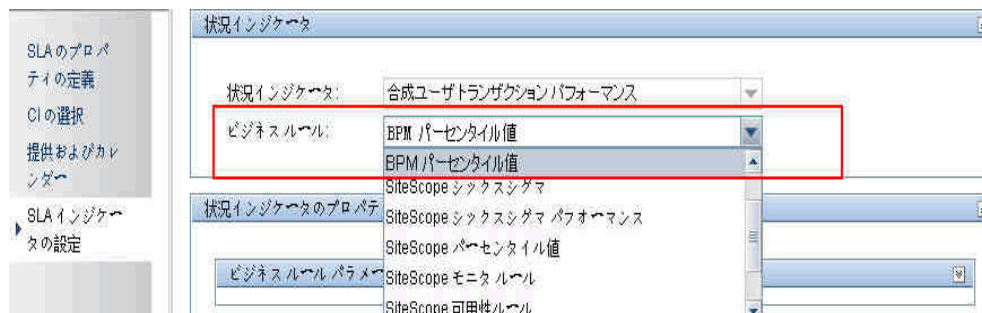 SLAのプロパ
ティの定義
CIの選択
提供およびカレ
ンダー
SLAインジケー
タの設定
状況インジケータ
状況インジケータ:
合成ユーザトランザクションパフォーマンス
ビジネスルール:
BPM パーセンタイル値
BPM パーセンタイル値
SiteScope シックスシグマ
SiteScope シックスシグマ パフォーマンス
SiteScope パーセンタイル値
SiteScope モニタ ルール
SiteScope 可用性ルール
状況インジケータのプロパテ
ビジネス ルール パラメー